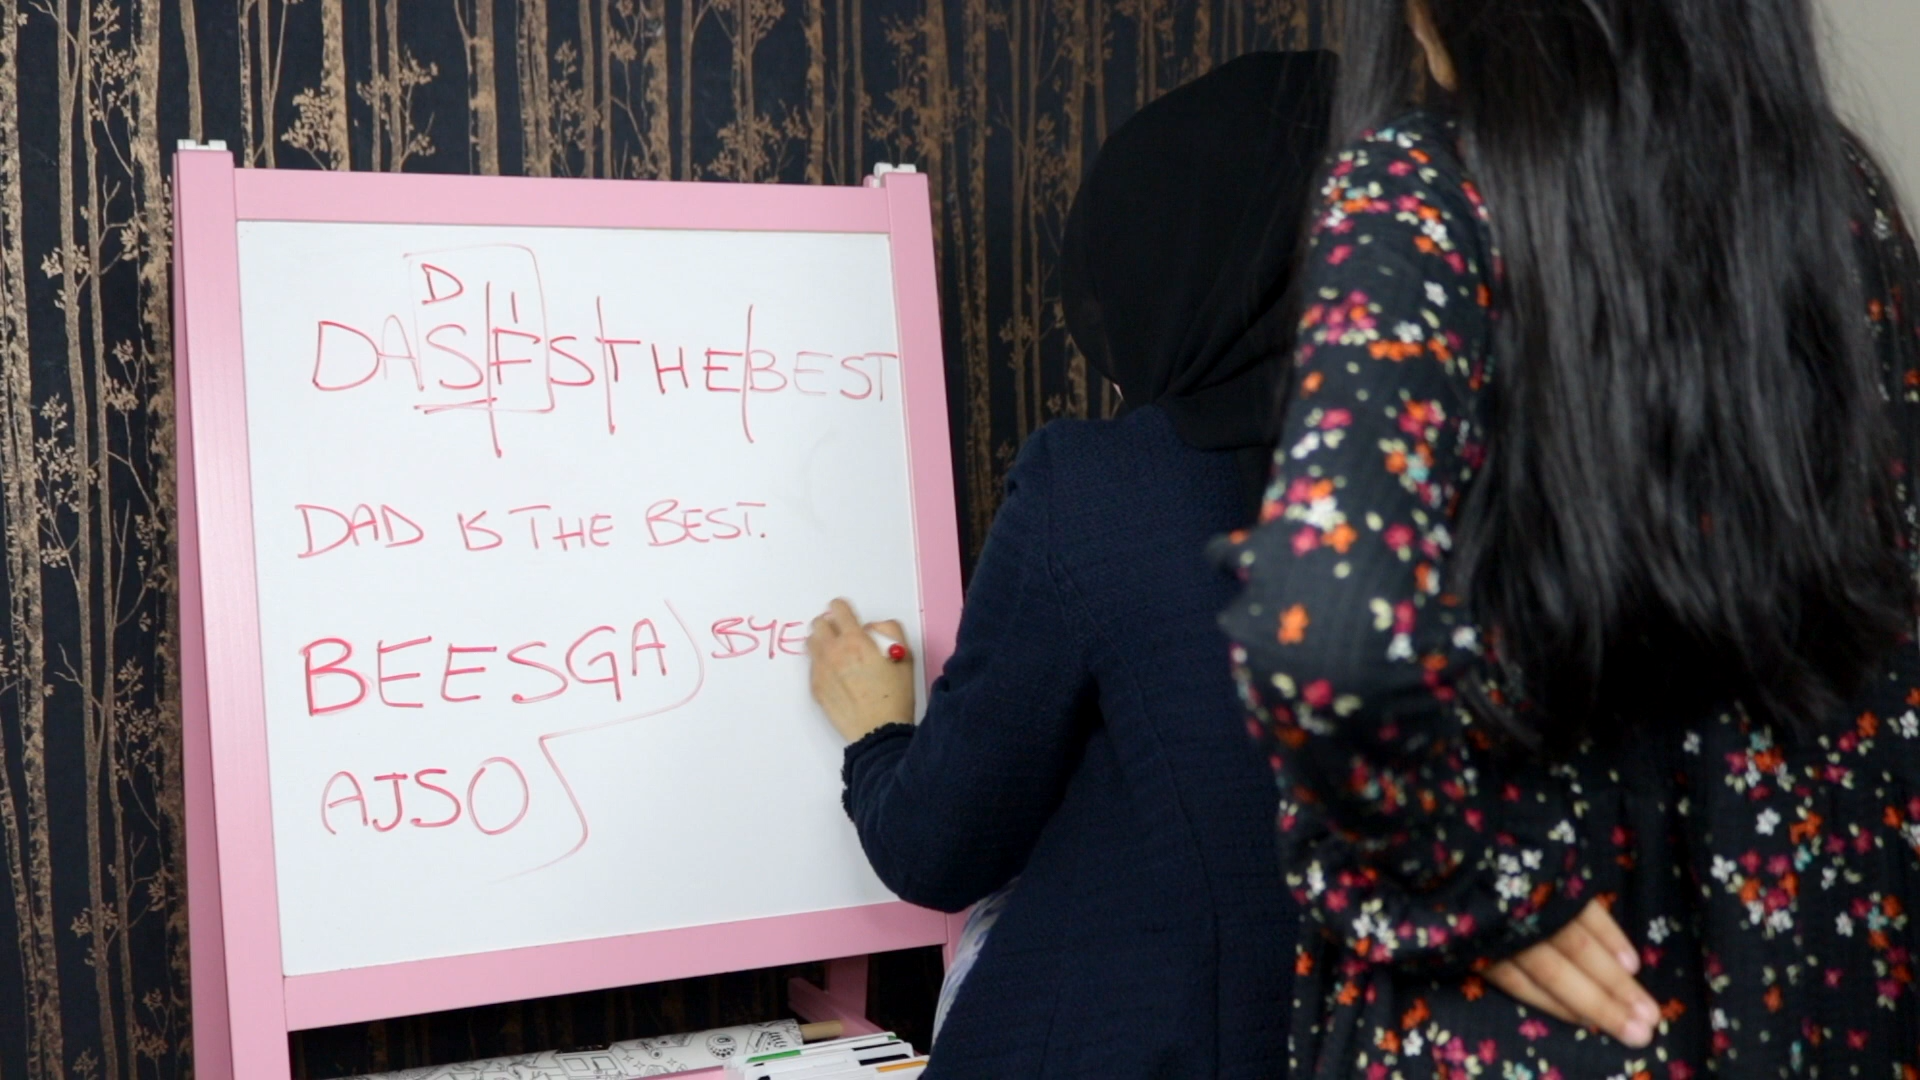 D I
DASFSTHEBEST
DAD IS THE BEST.
BEESGA BYE
AJSO